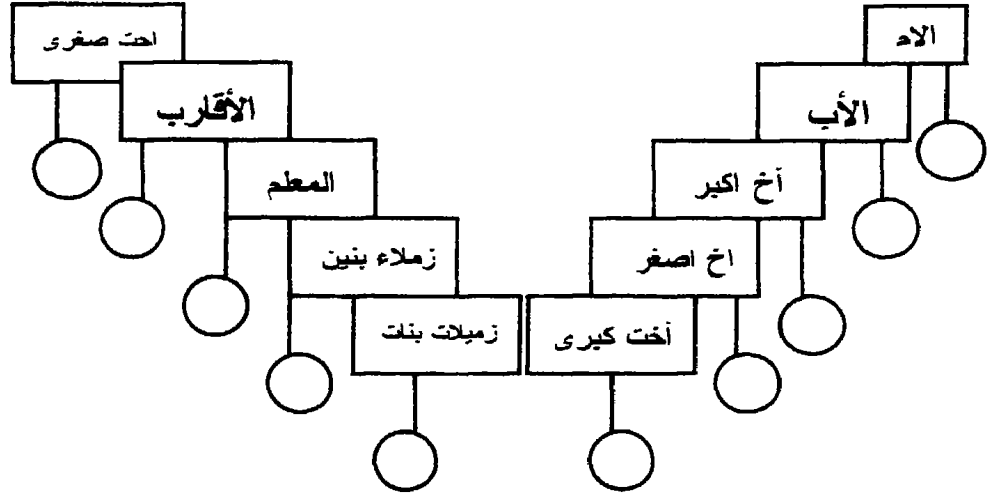 الام
الأب
أخ اكبر
اخ اصغر
أخت كبرى
زميلات بنات
زملاء بنين
المعلم
الأقارب
اخت صغرى